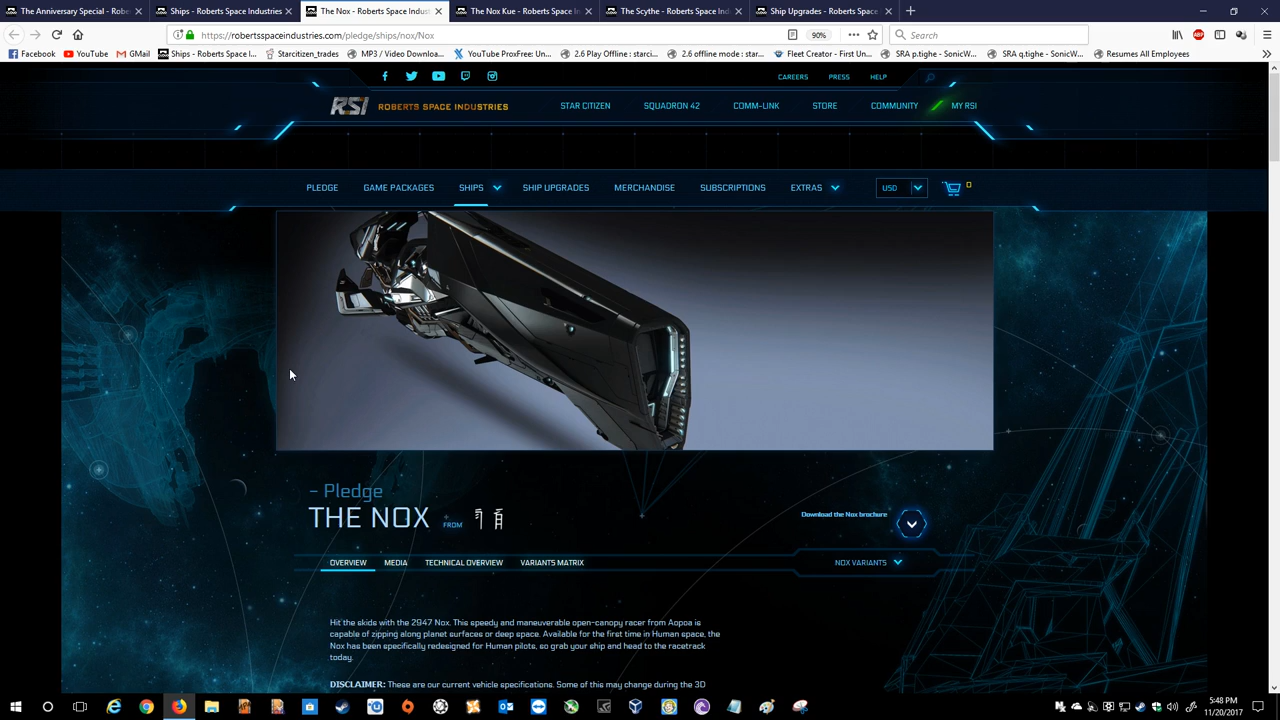 The Anniversary Special - Rober
Ships - Roberts Space Industries
The Nox - Roberts Space Indust
The Nox Kue - Roberts Space In
The Scythe - Roberts Space Ind
Ship Upgrades - Roberts Space
https://robertsspaceindustries.com/pledge/ships/nox/Nox
90%
Search
Facebook
YouTube
GMail
Ships - Roberts Space I...
Starcitizen_trades
MP3 / Video Downloa...
YouTube ProxFree: Un...
2.6 Play Offline : starci...
2.6 offline mode : star...
Fleet Creator - First Un...
SRA p.tighe - SonicW...
SRA q.tighe - SonicW...
Resumes All Employees
CAREERS
PRESS
HELP
RSI
ROBERTS SPACE INDUSTRIES
STAR CITIZEN
SQUADRON 42
COMM-LINK
STORE
COMMUNITY
MY RSI
PLEDGE
GAME PACKAGES
SHIPS
SHIP UPGRADES
MERCHANDISE
SUBSCRIPTIONS
EXTRAS
USD
0
- Pledge
THE NOX
FROM
Download the Nox brochure
OVERVIEW
MEDIA
TECHNICAL OVERVIEW
VARIANTS MATRIX
NOX VARIANTS
Hit the skids with the 2947 Nox. This speedy and maneuverable open-canopy racer from Aopoa is
capable of zipping along planet surfaces or deep space. Available for the first time in Human space, the
Nox has been specifically redesigned for Human pilots, so grab your ship and head to the racetrack
today.
DISCLAIMER: These are our current vehicle specifications. Some of this may change during the 3D
5:48 PM
11/20/2017